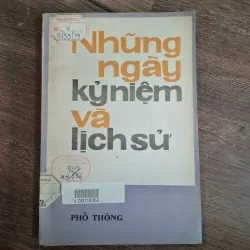 Những
ngày
kỷ niệm
và
lịch sử
PHỔ THÔNG